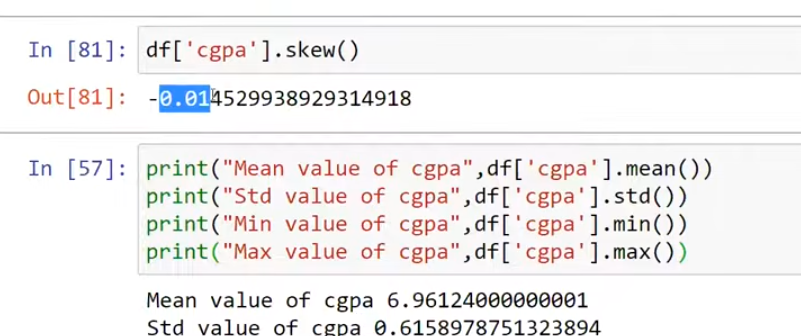 In [81]: df['cgpa'].skew()
Out[81]: -0.014529938929314918
In [57]: print("Mean value of cgpa",df['cgpa'].mean())
print("Std value of cgpa",df['cgpa'].std())
print("Min value of cgpa",df['cgpa'].min())
print("Max value of cgpa",df['cgpa'].max())
Mean value of cgpa 6.96124000000001
Std value of cgpa 0.6158978751323894